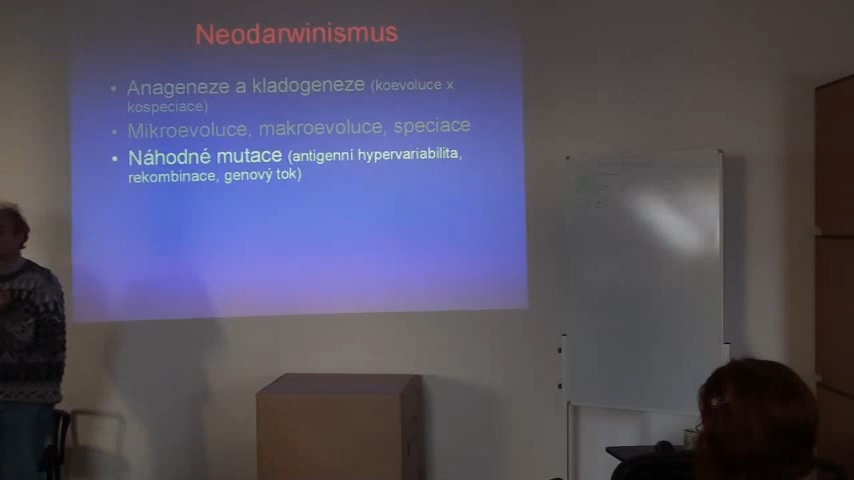 Neodarwinismus
• Anageneze a kladogeneze (koevoluce x
kospeciace)
• Mikroevoluce, makroevoluce, speciace
• Náhodné mutace (antigenní hypervariabilita,
rekombinace, genový tok)